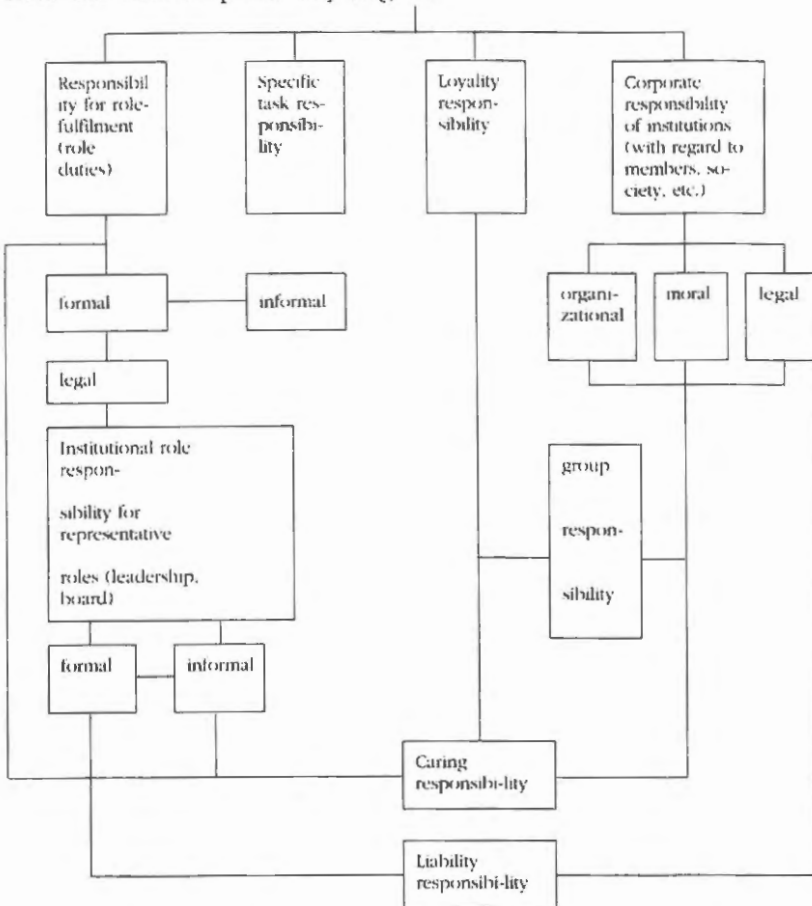 Responsibil
ity for role-
fulfilment
(role
duties)
Specific
task res-
ponsibi-
lity
Loyality
respon-
sibility
Corporate
responsibility
of institutions
(with regard to
members, so-
ciety, etc.)
formal
informal
organi-
zational
moral
legal
legal
Institutional role
respon-
sibility for
representative
roles (leadership,
board)
group
respon-
sibility
formal
informal
Caring
responsibi-lity
Liability
responsibi-lity